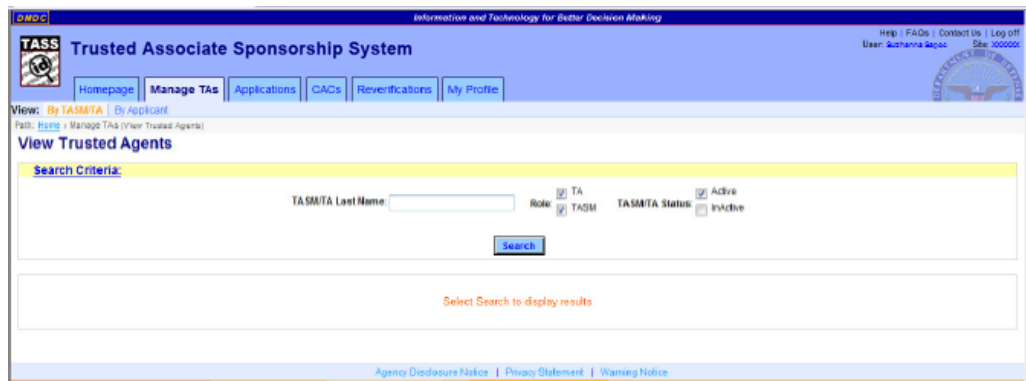 DMDC Information and Technology for Better Decision Making
Help | FAQs | Contact Us | Log off
TASS Trusted Associate Sponsorship System
User: Site:
id
Homepage Manage TAs Applications CACs Reverifications My Profile
View: By TASM/TA | By Applicant
Path: Home › Manage TAs (View Trusted Agents)
View Trusted Agents
Search Criteria:
TASM/TA Last Name: Role: TA TASM TASM/TA Status: Active InActive
Search
Select Search to display results
Agency Disclosure Notice | Privacy Statement | Warning Notice